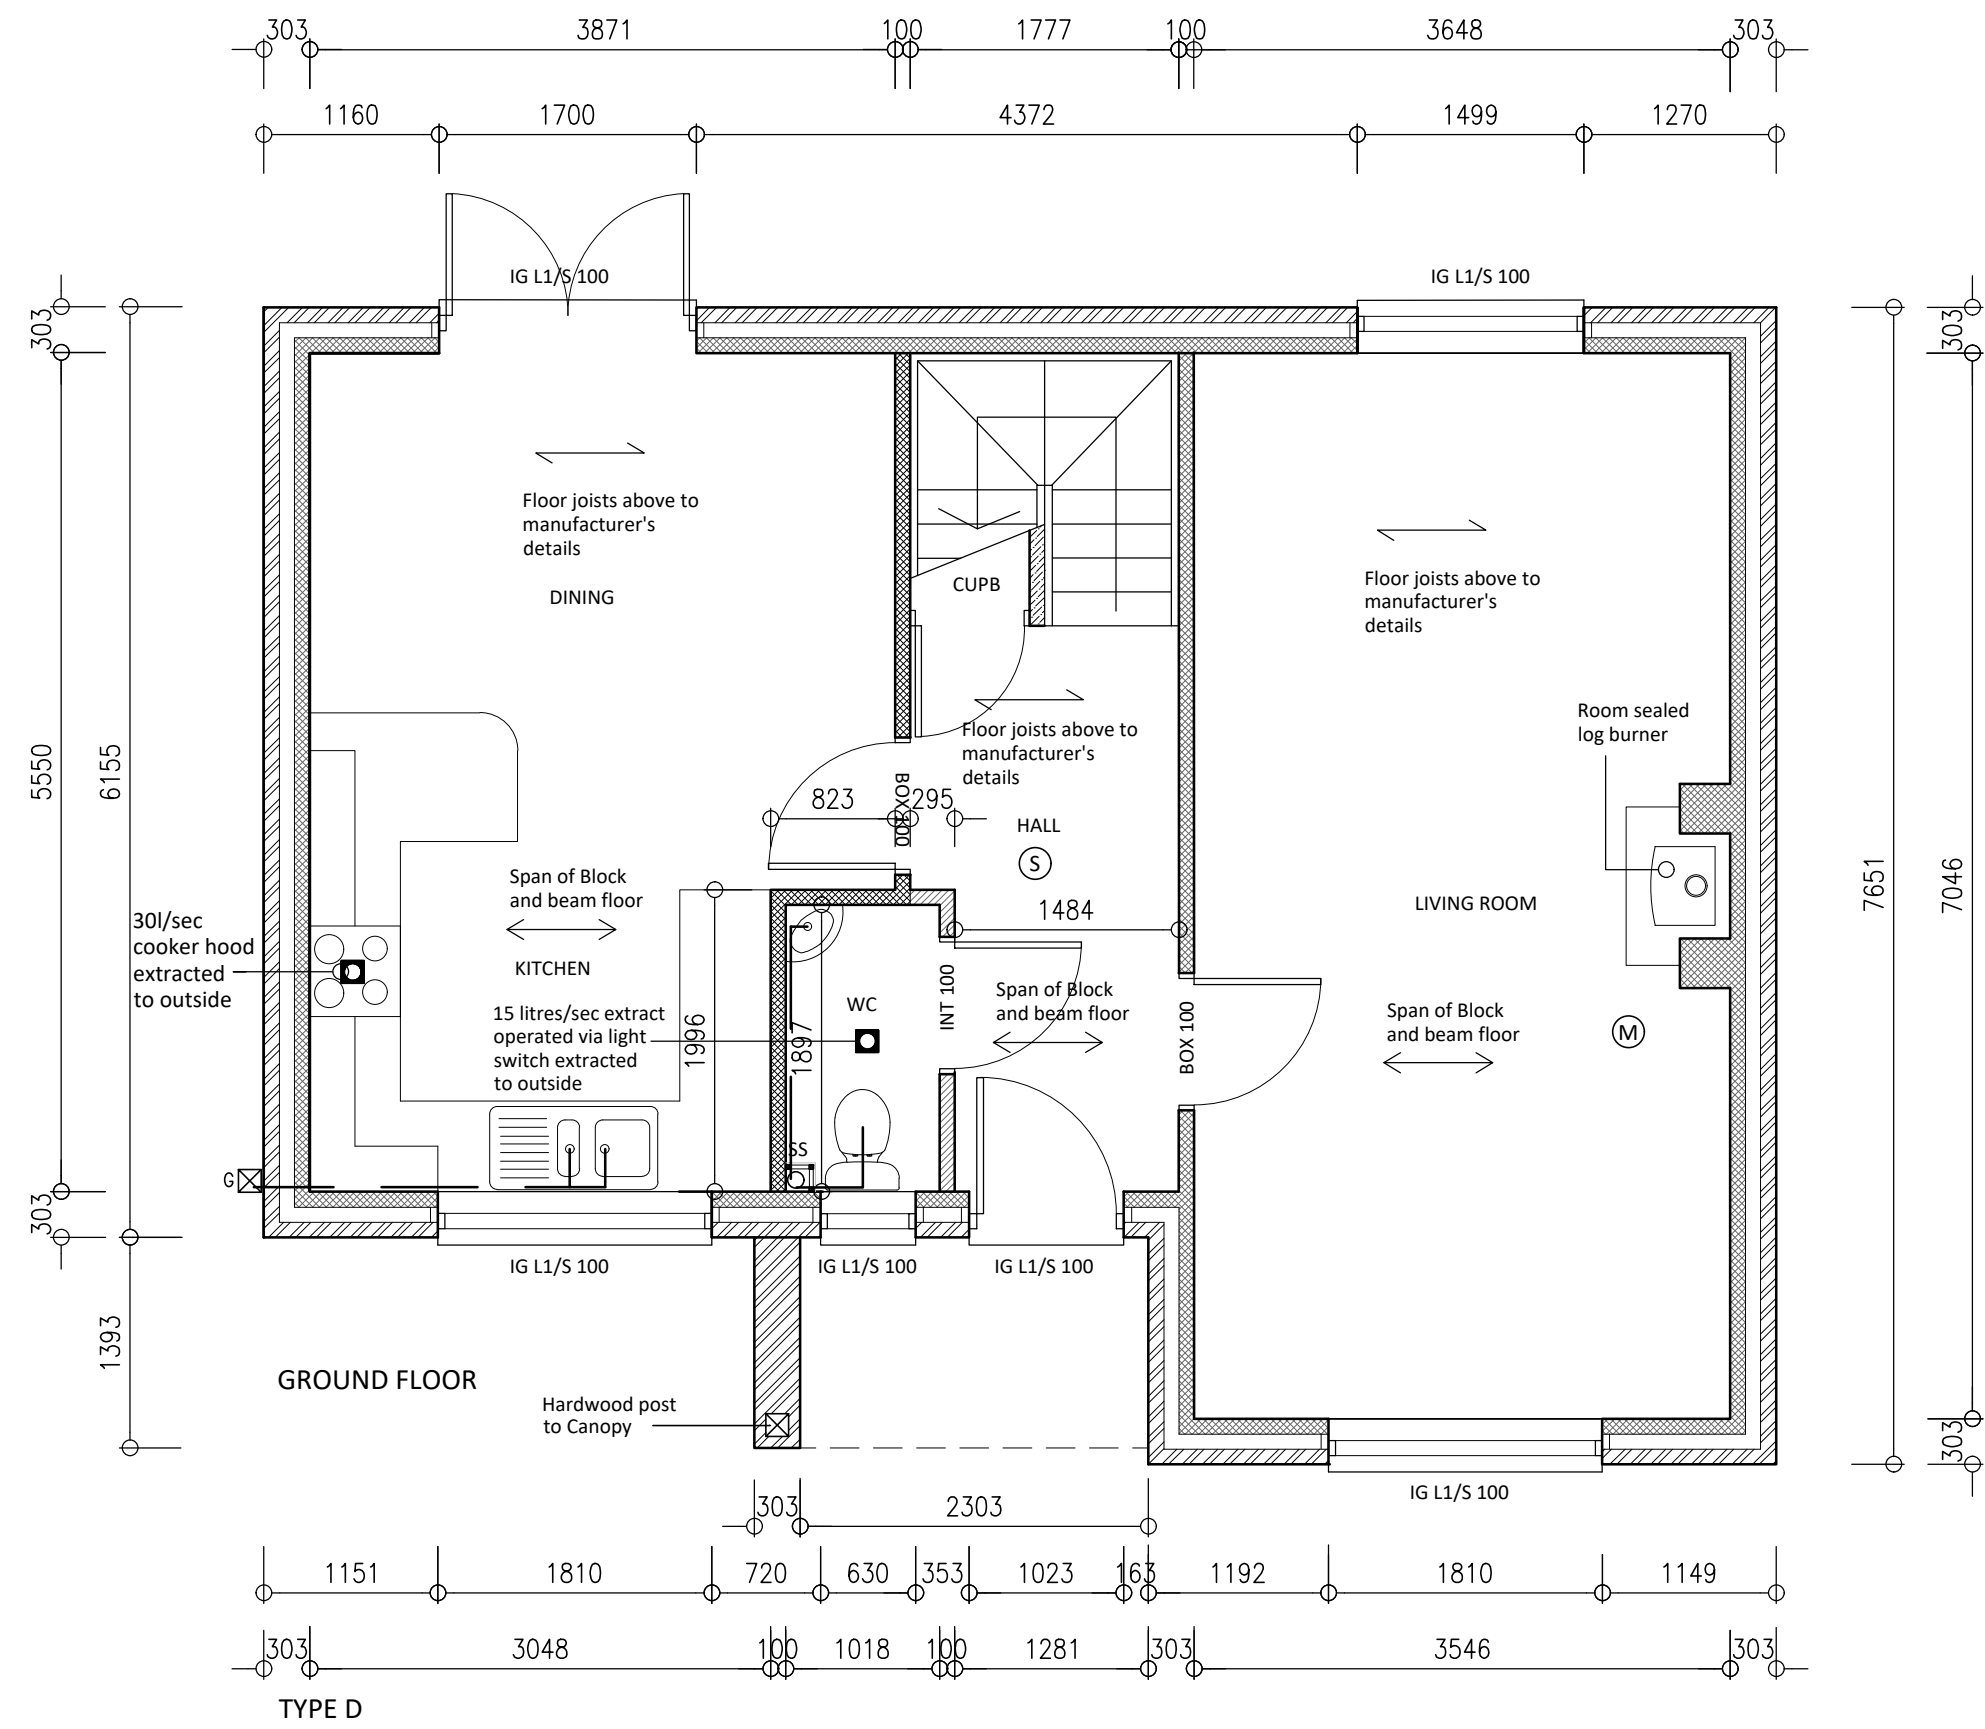 303 3871 100 1777 100 3648 303
1160 1700 4372 1499 1270
IG L1/S 100
IG L1/S 100
303
5550
303
6155
1393
303
7046
303
7651
Floor joists above to
manufacturer's
details
DINING
CUPB
Floor joists above to
manufacturer's
details
Floor joists above to
manufacturer's
details
Room sealed
log burner
BOX 100
823 295
HALL
S
Span of Block
and beam floor
KITCHEN
30l/sec
cooker hood
extracted
to outside
1484
LIVING ROOM
15 litres/sec extract
operated via light
switch extracted
to outside
1996
1897
WC
INT 100
Span of Block
and beam floor
BOX 100
Span of Block
and beam floor
M
SS
G
IG L1/S 100
IG L1/S 100
IG L1/S 100
GROUND FLOOR
Hardwood post
to Canopy
IG L1/S 100
303 2303
1151 1810 720 630 353 1023 163 1192 1810 1149
303 3048 100 1018 100 1281 303 3546 303
TYPE D